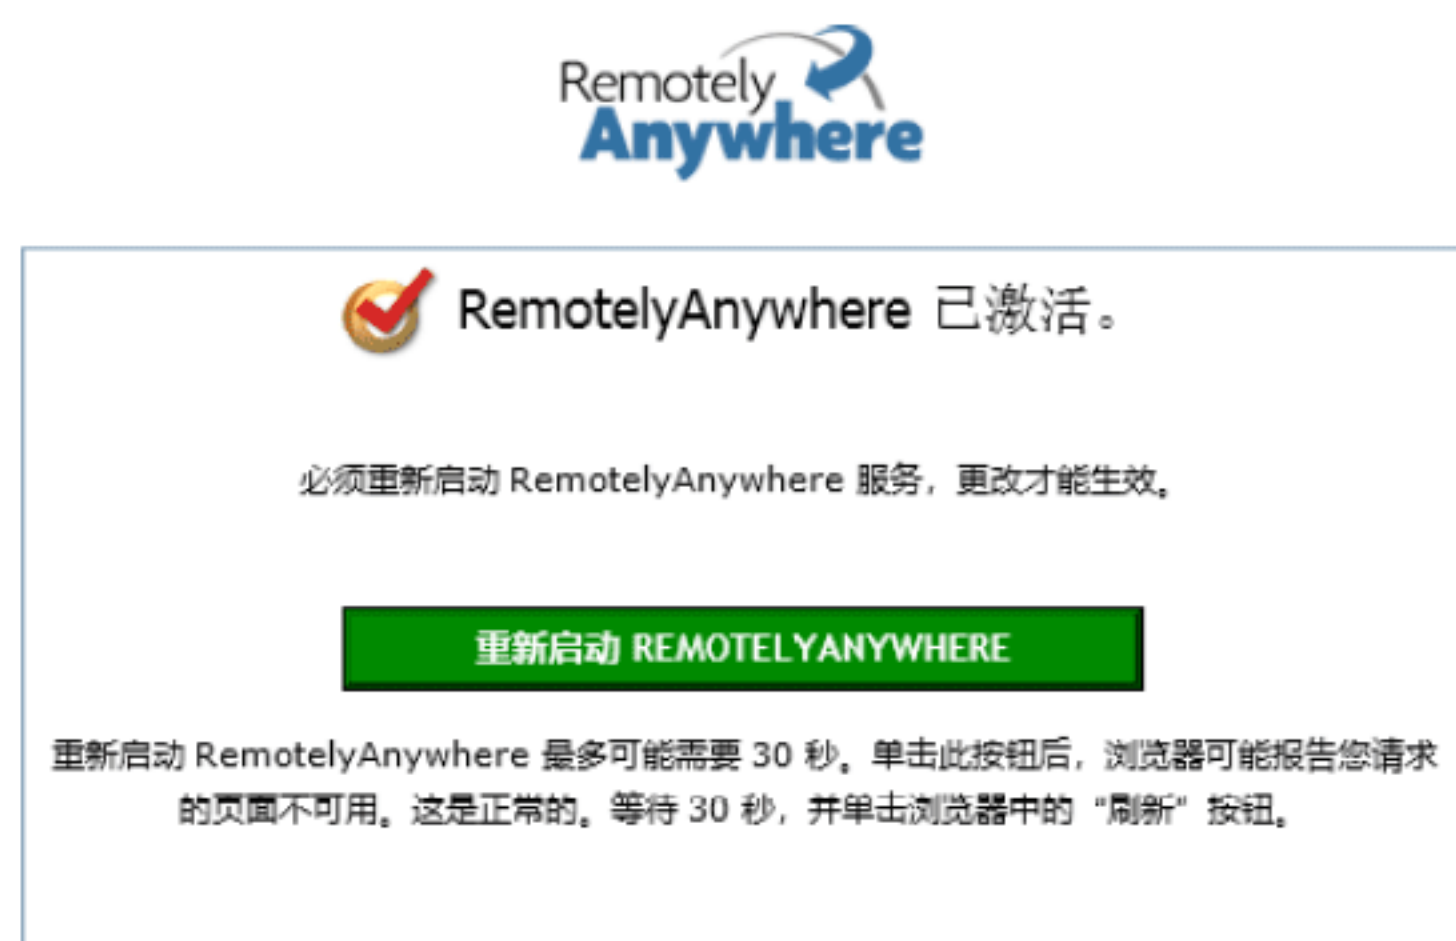 Remotely
Anywhere
RemotelyAnywhere 已激活。
必须重新启动 RemotelyAnywhere 服务，更改才能生效。
重新启动 REMOTELYANYWHERE
重新启动 RemotelyAnywhere 最多可能需要 30 秒。单击此按钮后，浏览器可能报告您请求
的页面不可用。这是正常的。等待 30 秒，并单击浏览器中的“刷新”按钮。